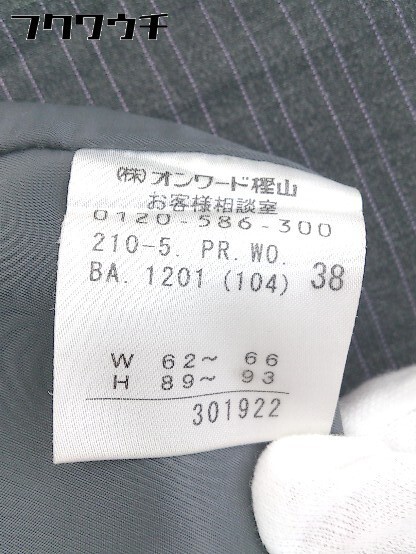 フクワウチ
(株)オンワード樫山
お客様相談室
0120-586-300
210-5. PR. WO.
BA. 1201 (104) 38
W 62～ 66
H 89～ 93
301922